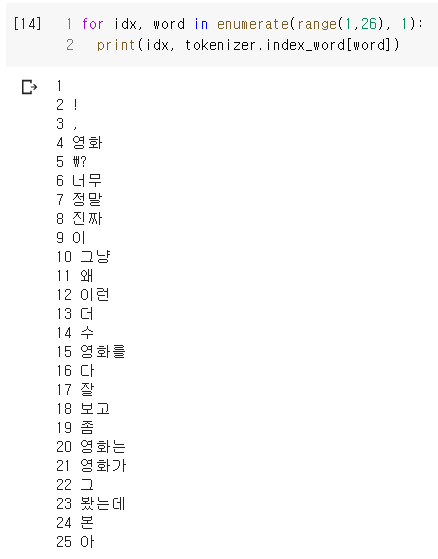 [14] 1 for idx, word in enumerate(range(1,26), 1):
2 print(idx, tokenizer.index_word[word])
1
2 !
3 ,
4 영화
5 ₩?
6 너무
7 정말
8 진짜
9 이
10 그냥
11 왜
12 이런
13 더
14 수
15 영화를
16 다
17 잘
18 보고
19 좀
20 영화는
21 영화가
22 그
23 봤는데
24 본
25 아